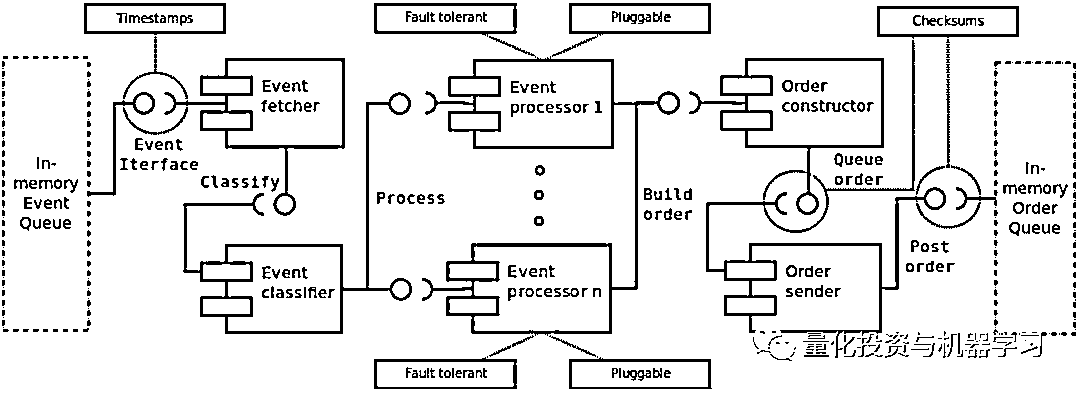 Timestamps
Fault tolerant
Pluggable
Checksums
In-
memory
Event
Queue
Event
Iterface
Event
fetcher
Classify
Event
classifier
Process
Event
processor 1
Event
processor n
Build
order
Order
constructor
Queue
order
Order
sender
Post
order
In-
memory
Order
Queue
Fault tolerant
Pluggable
量化投资与机器学习